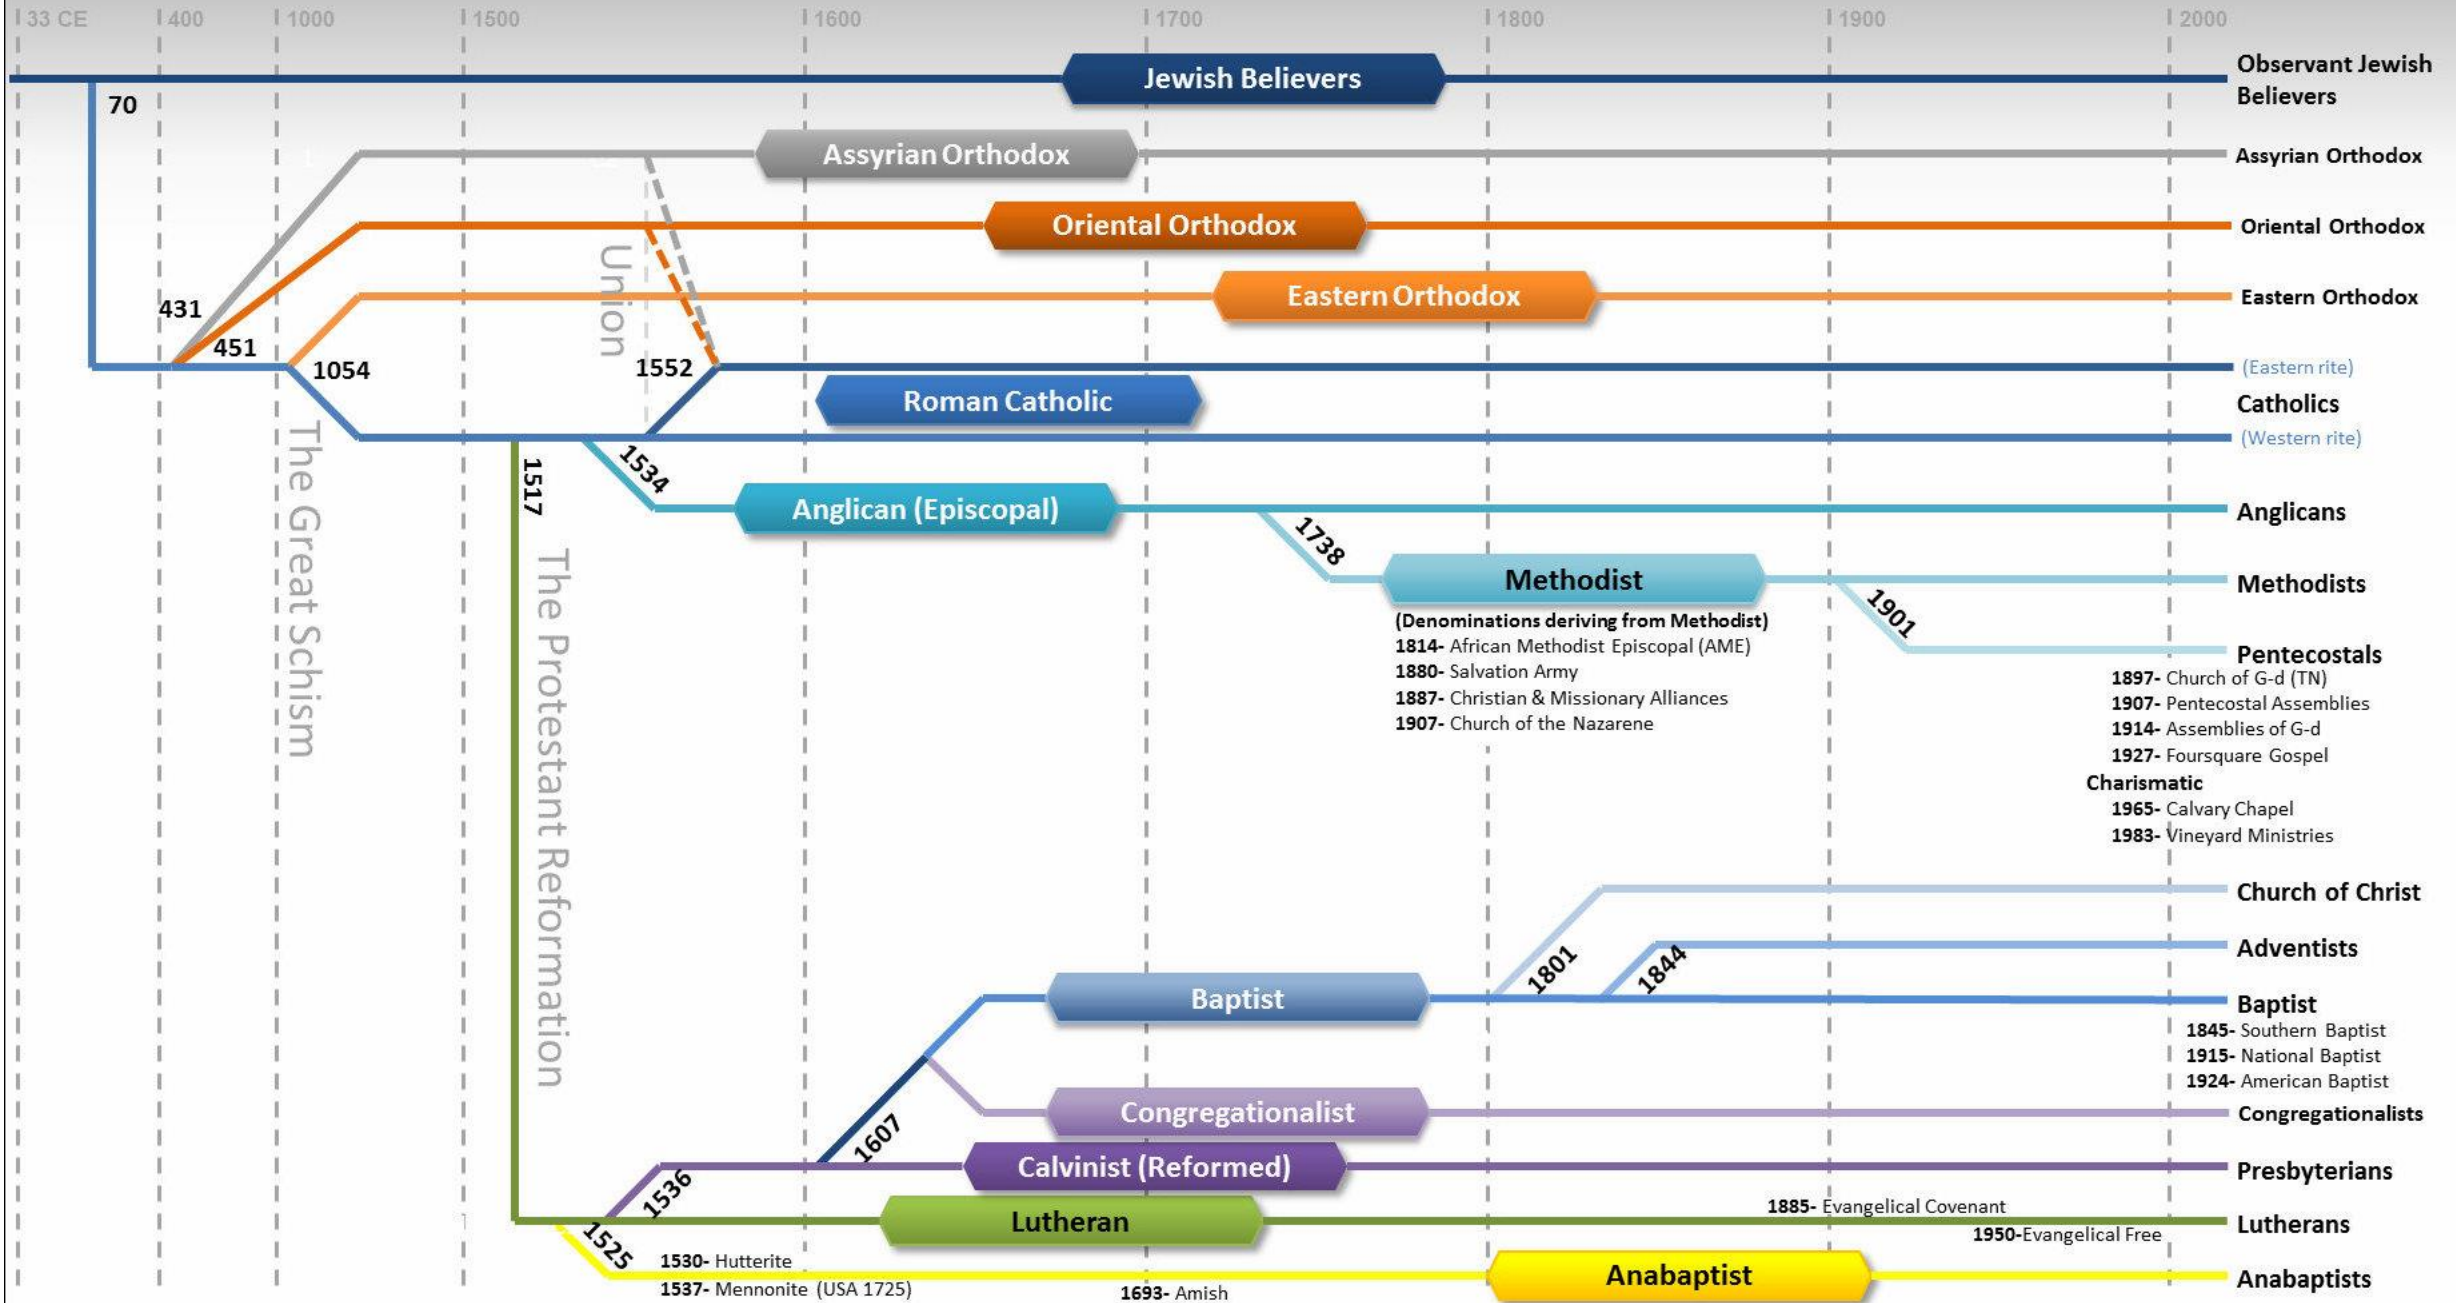 33 CE
400
1000
1500
1600
1700
1800
1900
2000
Jewish Believers
Observant Jewish
Believers
70
Assyrian Orthodox
Assyrian Orthodox
Oriental Orthodox
Oriental Orthodox
Union
Eastern Orthodox
Eastern Orthodox
431
451
1054
1552
(Eastern rite)
Roman Catholic
Catholics
(Western rite)
The Great Schism
1517
1534
Anglican (Episcopal)
Anglicans
The Protestant Reformation
1738
Methodist
Methodists
(Denominations deriving from Methodist)
1814- African Methodist Episcopal (AME)
1880- Salvation Army
1887- Christian & Missionary Alliances
1907- Church of the Nazarene
1901
Pentecostals
1897- Church of G-d (TN)
1907- Pentecostal Assemblies
1914- Assemblies of G-d
1927- Foursquare Gospel
Charismatic
1965- Calvary Chapel
1983- Vineyard Ministries
Church of Christ
1801
1844
Adventists
Baptist
Baptist
1845- Southern Baptist
1915- National Baptist
1924- American Baptist
1607
Congregationalist
Congregationalists
1536
Calvinist (Reformed)
Presbyterians
Lutheran
1885- Evangelical Covenant
Lutherans
1950-Evangelical Free
1525
1530- Hutterite
1537- Mennonite (USA 1725)
1693- Amish
Anabaptist
Anabaptists